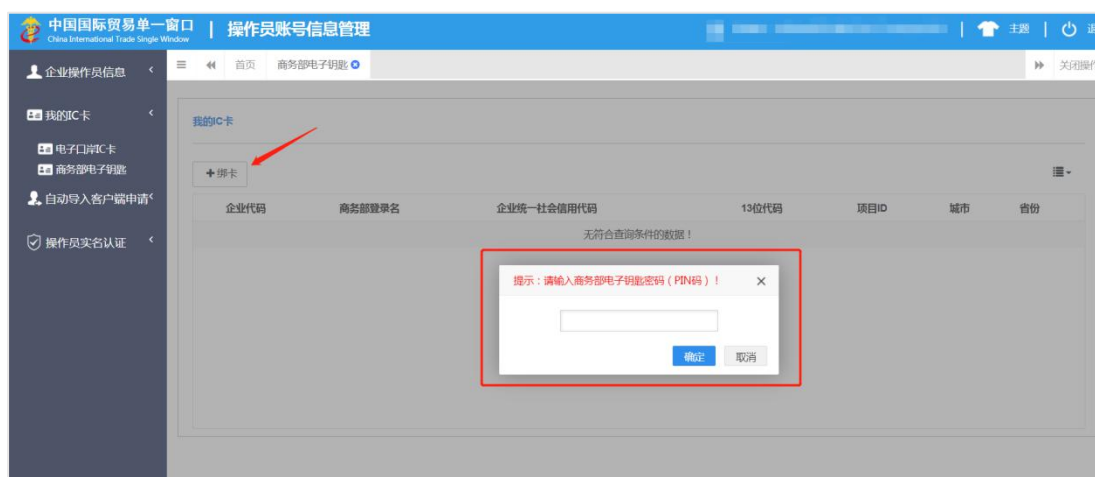 中国国际贸易单一窗口 | 操作员账号信息管理
China International Trade Single Window
主题
企业操作员信息
首页 商务部电子钥匙
关闭操作
我的IC卡
电子口岸IC卡
商务部电子钥匙
自动导入客户端申请
操作员实名认证
我的IC卡
绑卡
企业代码 商务部登录名 企业统一社会信用代码 13位代码 项目ID 城市 省份
无符合查询条件的数据！
提示：请输入商务部电子钥匙密码（PIN码）！
确定 取消